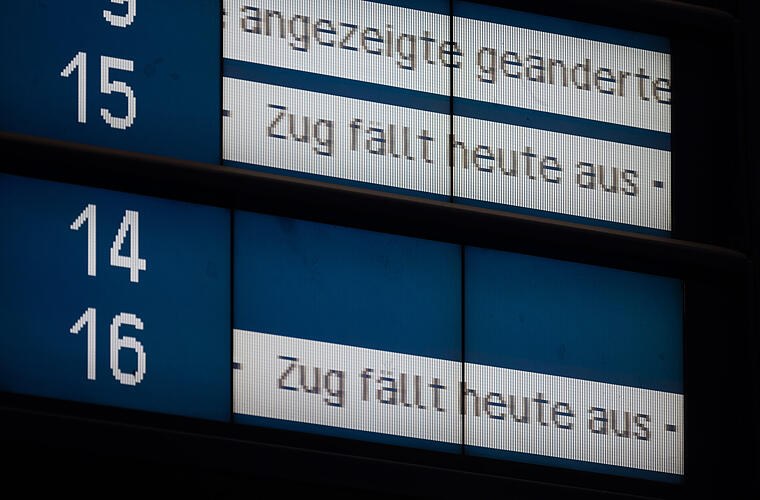 angezeigte geänderte
15 - Zug fällt heute aus -
14
16 - Zug fällt heute aus -